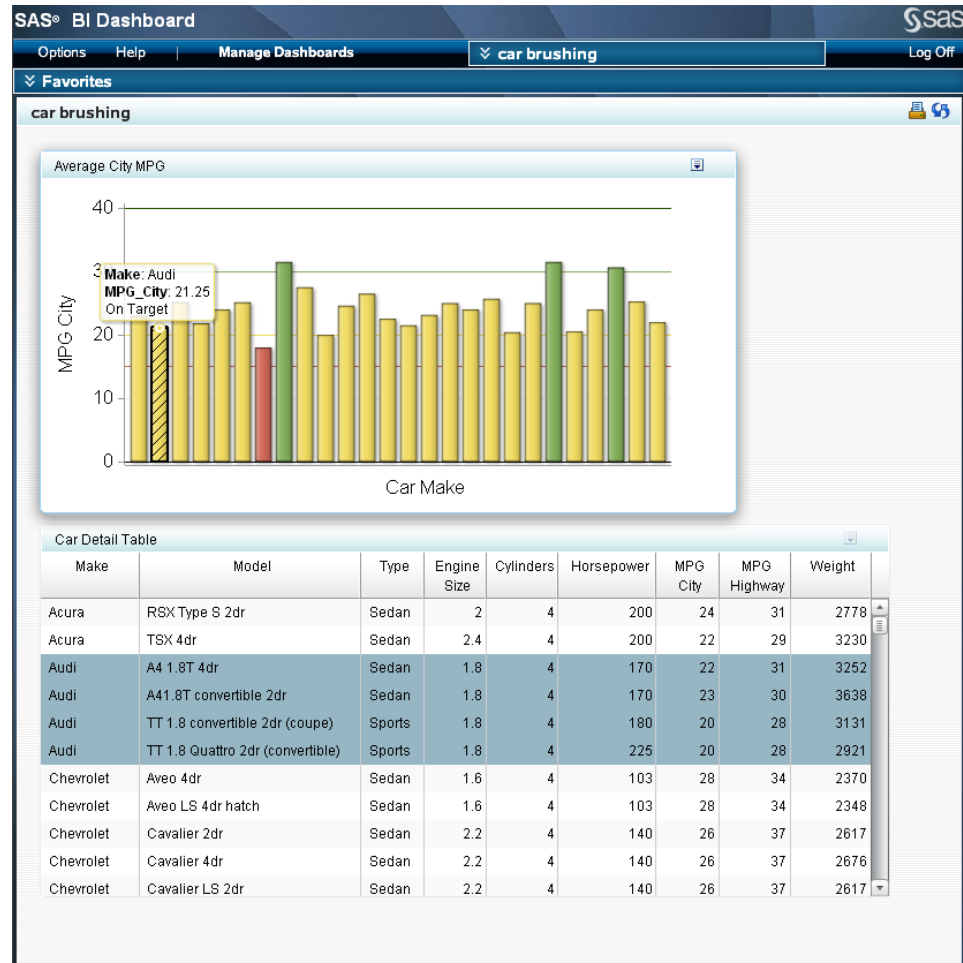 SAS® BI Dashboard
sas
Options Help | Manage Dashboards car brushing Log Off
Favorites
car brushing
Average City MPG
40
3
20
10
0
MPG City
Make: Audi
MPG_City: 21.25
On Target
Car Make
Car Detail Table
Make Model Type Engine Size Cylinders Horsepower MPG City MPG Highway Weight
Acura RSX Type S 2dr Sedan 2 4 200 24 31 2778
Acura TSX 4dr Sedan 2.4 4 200 22 29 3230
Audi A4 1.8T 4dr Sedan 1.8 4 170 22 31 3252
Audi A41.8T convertible 2dr Sedan 1.8 4 170 23 30 3638
Audi TT 1.8 convertible 2dr (coupe) Sports 1.8 4 180 20 28 3131
Audi TT 1.8 Quattro 2dr (convertible) Sports 1.8 4 225 20 28 2921
Chevrolet Aveo 4dr Sedan 1.6 4 103 28 34 2370
Chevrolet Aveo LS 4dr hatch Sedan 1.6 4 103 28 34 2348
Chevrolet Cavalier 2dr Sedan 2.2 4 140 26 37 2617
Chevrolet Cavalier 4dr Sedan 2.2 4 140 26 37 2676
Chevrolet Cavalier LS 2dr Sedan 2.2 4 140 26 37 2617